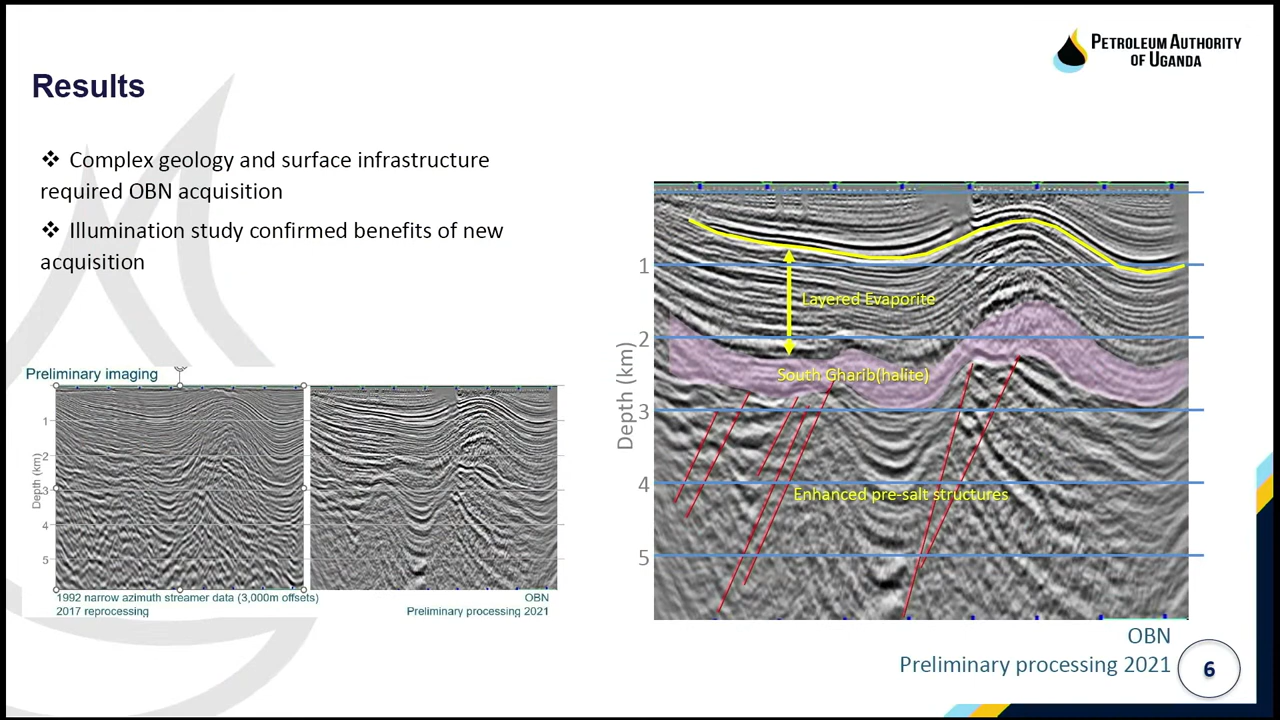 PETROLEUM AUTHORITY
OF UGANDA
Results
❖ Complex geology and surface infrastructure
required OBN acquisition
❖ Illumination study confirmed benefits of new
acquisition
Preliminary imaging
Depth (km)
1
2
3
4
5
1992 narrow azimuth streamer data (3,000m offsets)
2017 reprocessing
OBN
Preliminary processing 2021
Depth (km)
1
2
3
4
5
Layered Evaporite
South Gharib(halite)
Enhanced pre-salt structures
OBN
Preliminary processing 2021
6